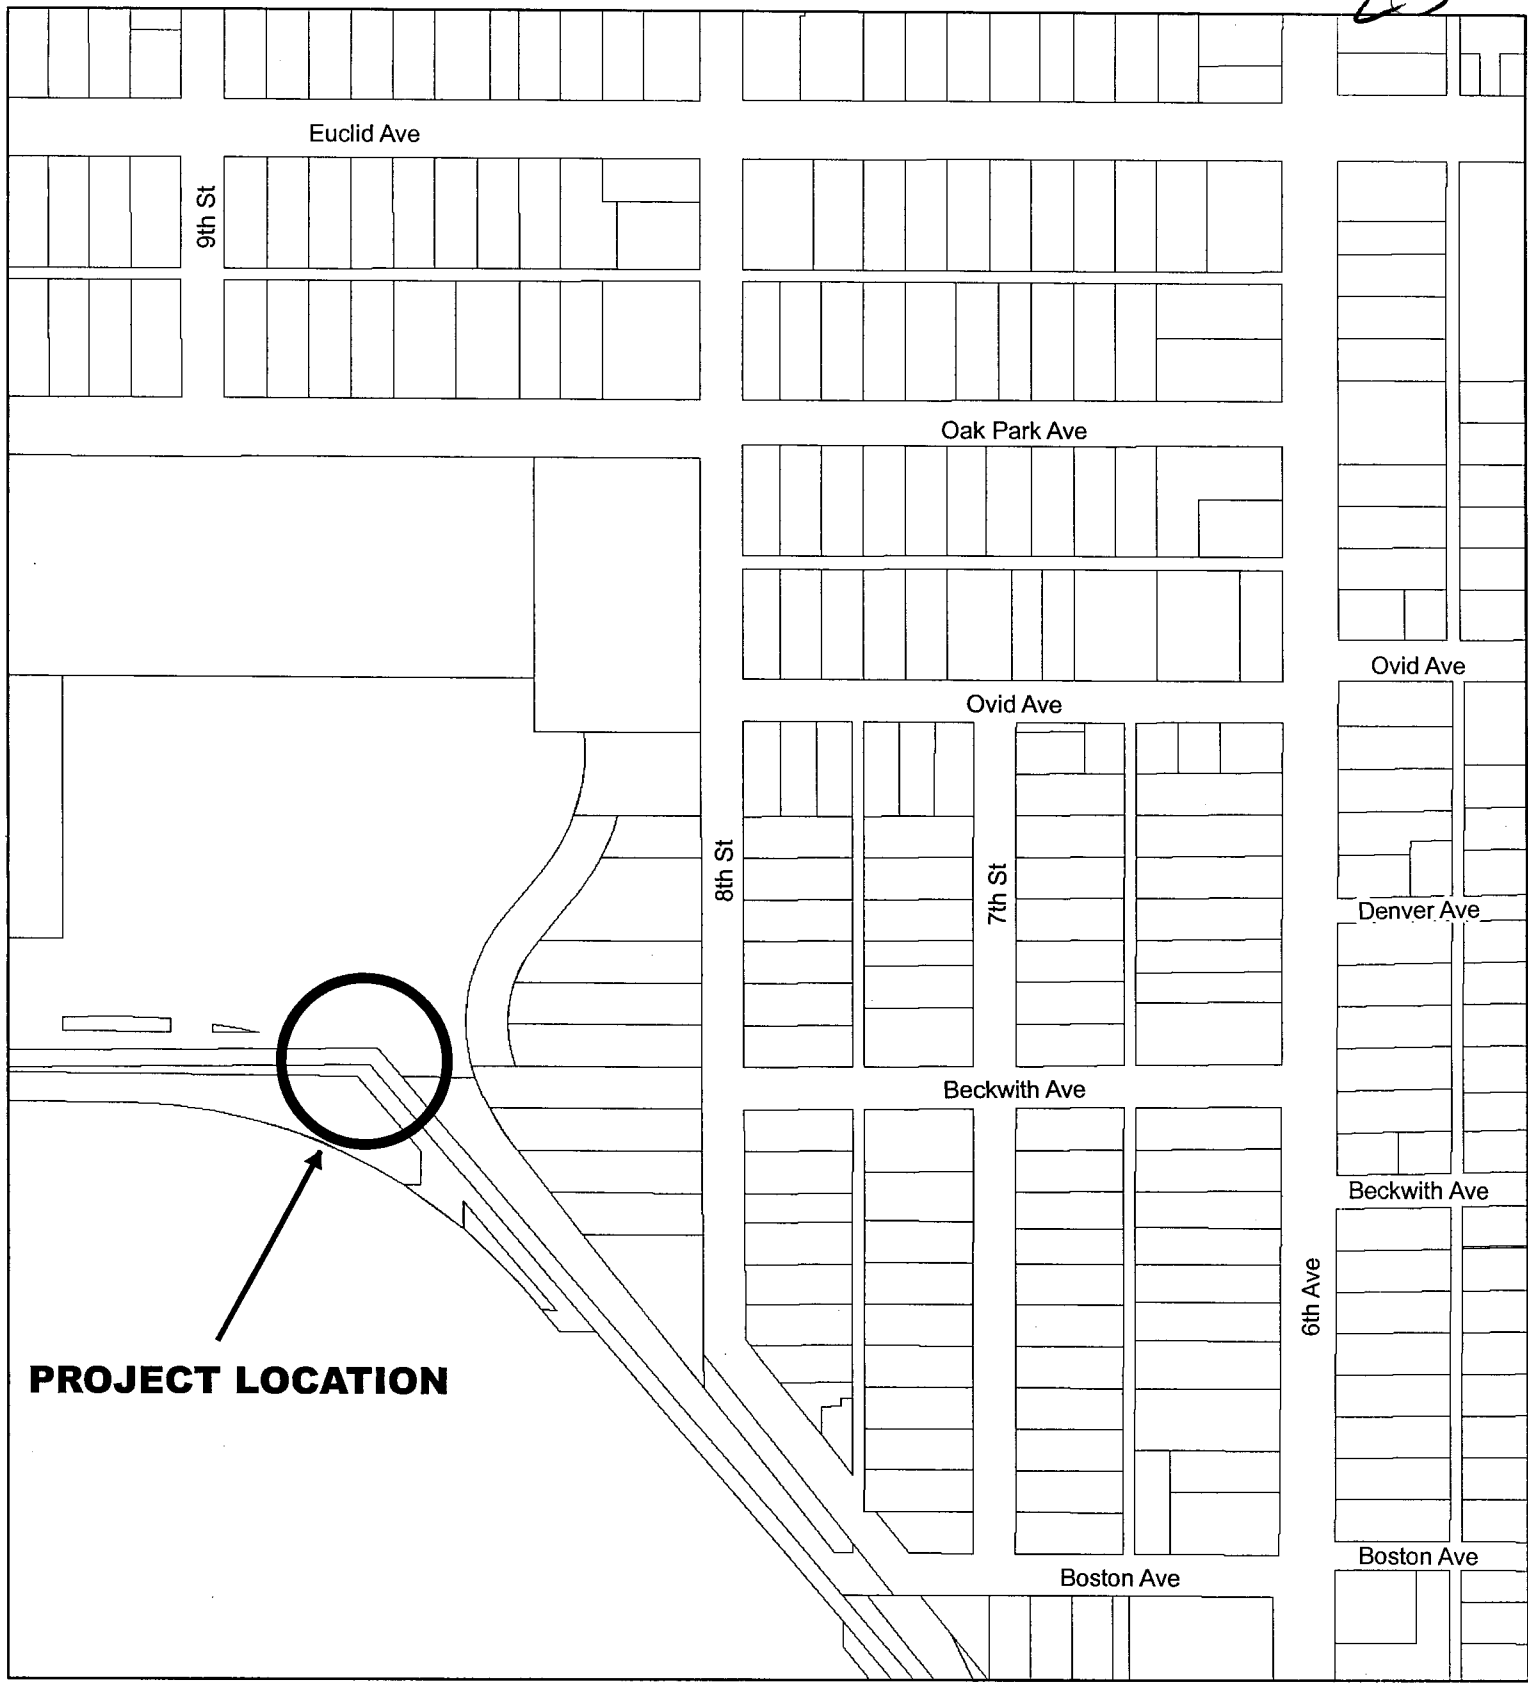 Euclid Ave
9th St
Oak Park Ave
Ovid Ave
Ovid Ave
8th St
7th St
Denver Ave
Beckwith Ave
Beckwith Ave
6th Ave
PROJECT LOCATION
Boston Ave
Boston Ave